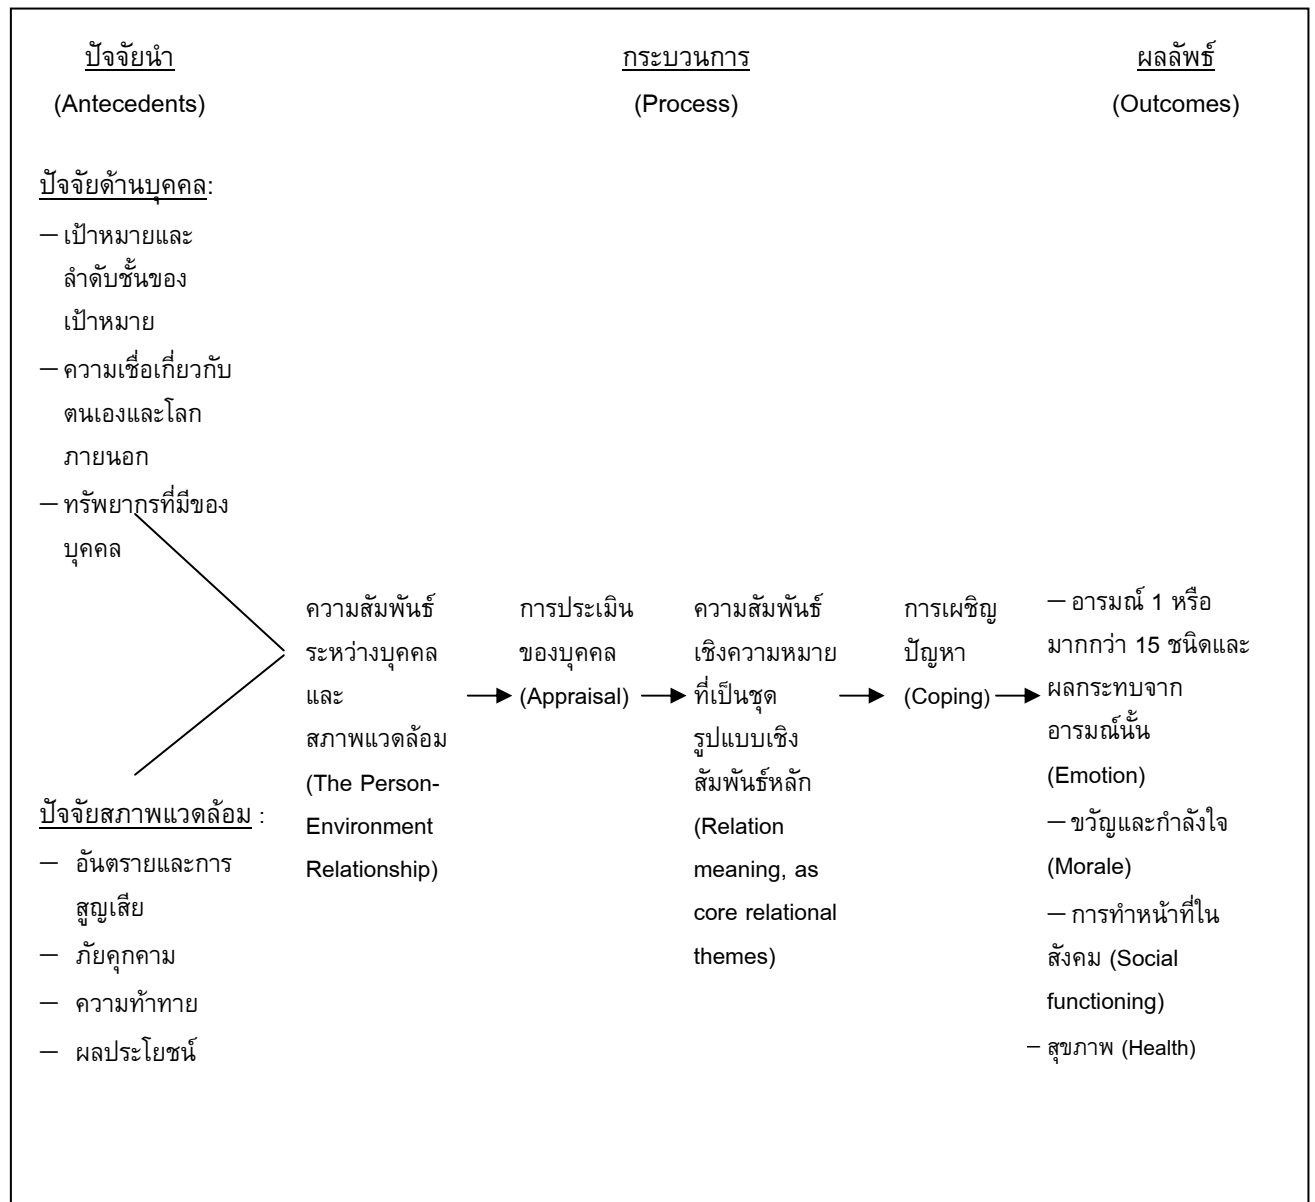 ปัจจัยนำ
(Antecedents)
กระบวนการ
(Process)
ผลลัพธ์
(Outcomes)
ปัจจัยด้านบุคคล:
— เป้าหมายและ
ลำดับชั้นของ
เป้าหมาย
— ความเชื่อเกี่ยวกับ
ตนเองและโลก
ภายนอก
— ทรัพยากรที่มีของ
บุคคล
ปัจจัยสภาพแวดล้อม :
— อันตรายและการ
สูญเสีย
— ภัยคุกคาม
— ความท้าทาย
— ผลประโยชน์
ความสัมพันธ์
ระหว่างบุคคล
และ
สภาพแวดล้อม
(The Person-
Environment
Relationship)
การประเมิน
ของบุคคล
(Appraisal)
ความสัมพันธ์
เชิงความหมาย
ที่เป็นชุด
รูปแบบเชิง
สัมพันธ์หลัก
(Relation
meaning, as
core relational
themes)
การเผชิญ
ปัญหา
(Coping)
— อารมณ์ 1 หรือ
มากกว่า 15 ชนิดและ
ผลกระทบจาก
อารมณ์นั้น
(Emotion)
— ขวัญและกำลังใจ
(Morale)
— การทำหน้าที่ใน
สังคม (Social
functioning)
— สุขภาพ (Health)